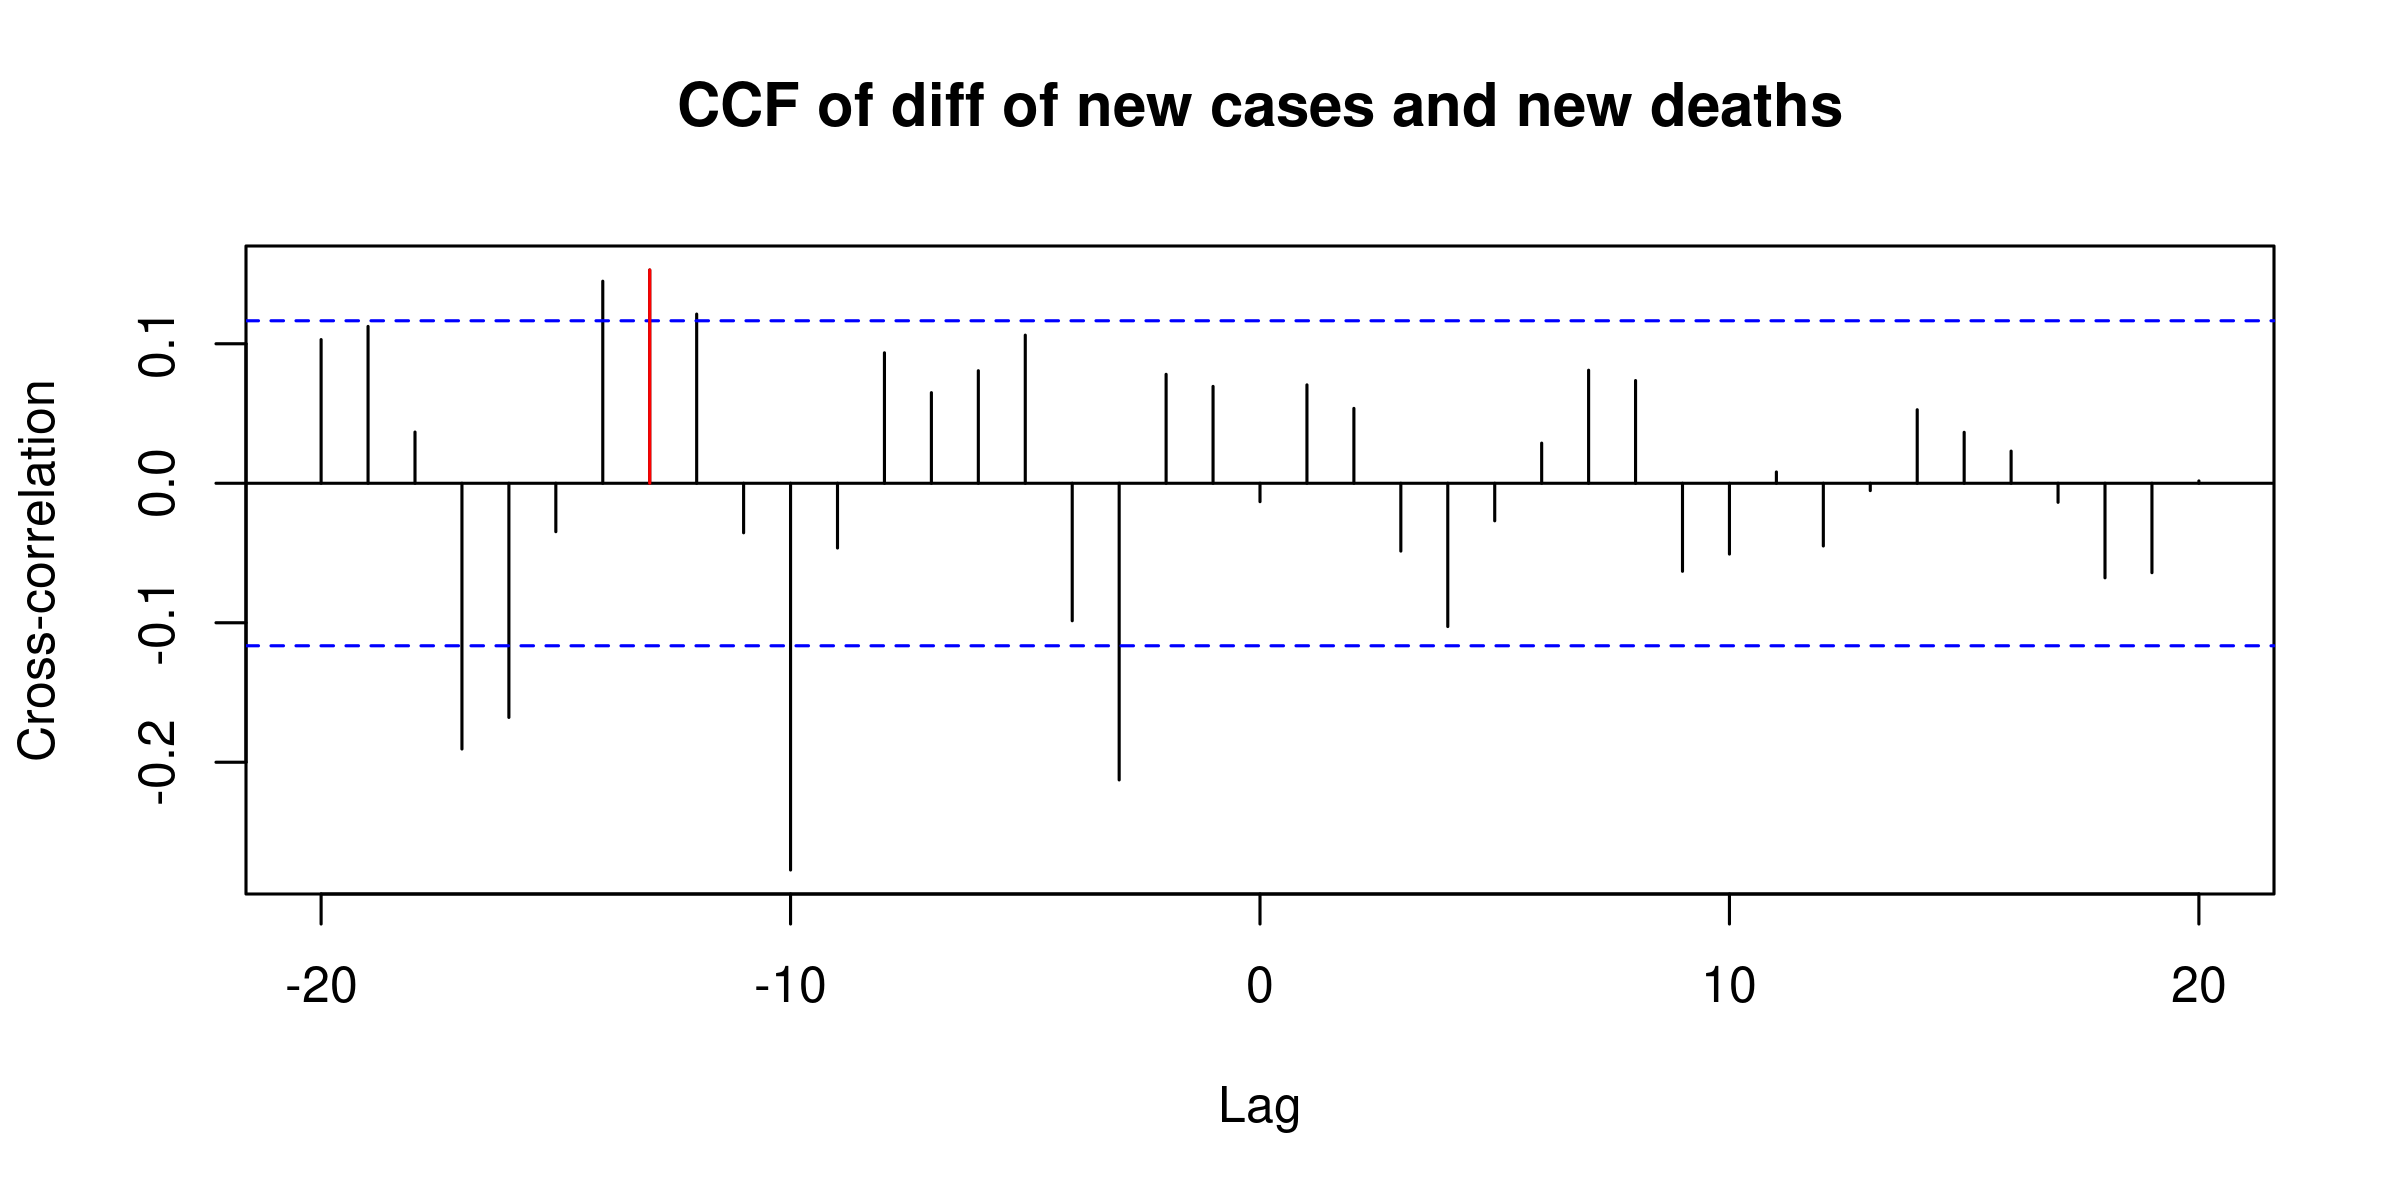 CCF of diff of new cases and new deaths
Cross-correlation
0.1
0.0
-0.1
-0.2
-20 -10 0 10 20
Lag